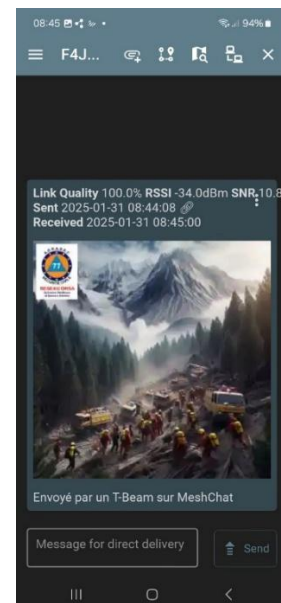 08:45
94%
F4J...
Link Quality 100.0% RSSI -34.0dBm SNR 10.8
Sent 2025-01-31 08:44:08
Received 2025-01-31 08:45:00
77
Envoyé par un T-Beam sur MeshChat
Message for direct delivery
Send